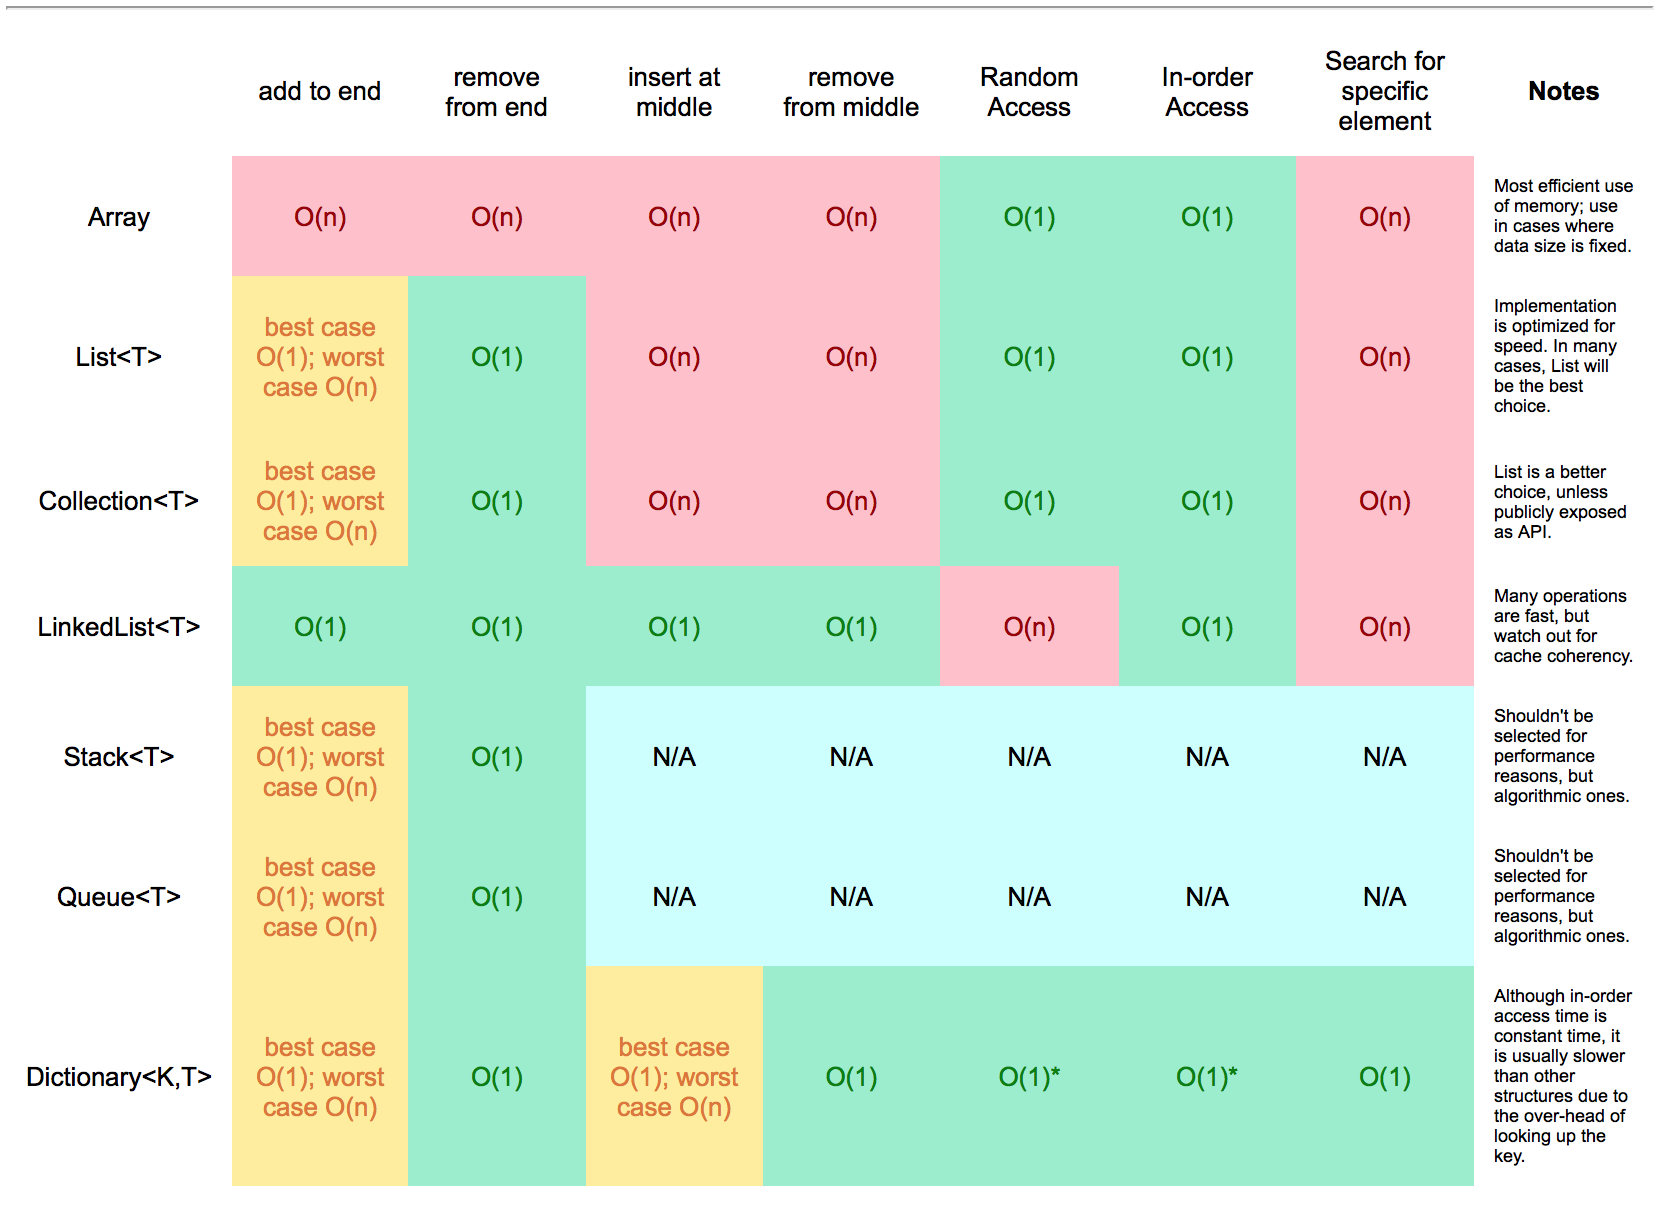 add to end
remove
from end
insert at
middle
remove
from middle
Random
Access
In-order
Access
Search for
specific
element
Notes
Array
O(n)
O(n)
O(n)
O(n)
O(1)
O(1)
O(n)
Most efficient use
of memory; use
in cases where
data size is fixed.
List<T>
best case
O(1); worst
case O(n)
O(1)
O(n)
O(n)
O(1)
O(1)
O(n)
Implementation
is optimized for
speed. In many
cases, List will
be the best
choice.
Collection<T>
best case
O(1); worst
case O(n)
O(1)
O(n)
O(n)
O(1)
O(1)
O(n)
List is a better
choice, unless
publicly exposed
as API.
LinkedList<T>
O(1)
O(1)
O(1)
O(1)
O(n)
O(1)
O(n)
Many operations
are fast, but
watch out for
cache coherency.
Stack<T>
best case
O(1); worst
case O(n)
O(1)
N/A
N/A
N/A
N/A
N/A
Shouldn't be
selected for
performance
reasons, but
algorithmic ones.
Queue<T>
best case
O(1); worst
case O(n)
O(1)
N/A
N/A
N/A
N/A
N/A
Shouldn't be
selected for
performance
reasons, but
algorithmic ones.
Dictionary<K,T>
best case
O(1); worst
case O(n)
O(1)
best case
O(1); worst
case O(n)
O(1)
O(1)*
O(1)*
O(1)
Although in-order
access time is
constant time, it
is usually slower
than other
structures due to
the over-head of
looking up the
key.